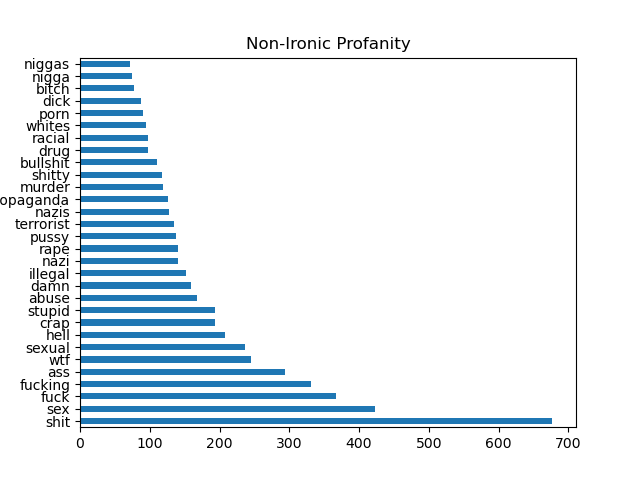 Non-Ironic Profanity
niggas
nigga
bitch
dick
porn
whites
racial
drug
bullshit
shitty
murder
opaganda
nazis
terrorist
pussy
rape
nazi
illegal
damn
abuse
stupid
crap
hell
sexual
wtf
ass
fucking
fuck
sex
shit
0 100 200 300 400 500 600 700